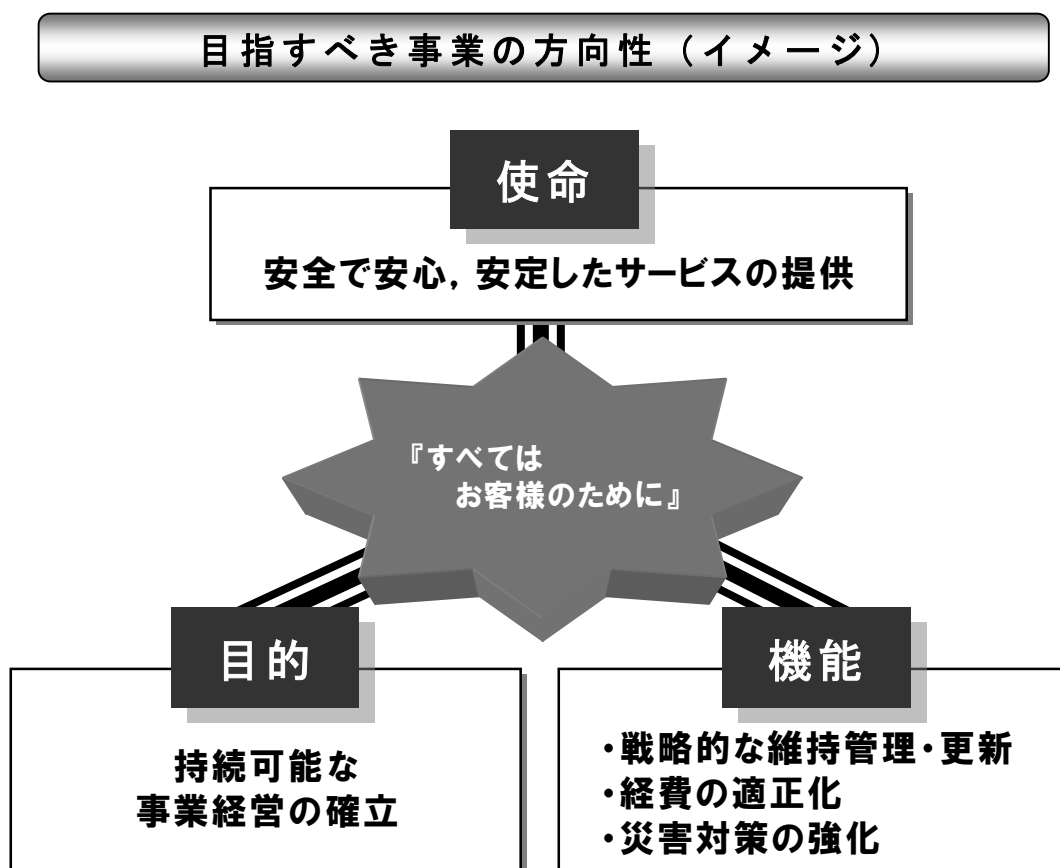 目指すべき事業の方向性（イメージ）
使命
安全で安心，安定したサービスの提供
『すべては
お客様のために』
目的
持続可能な
事業経営の確立
機能
・戦略的な維持管理・更新
・経費の適正化
・災害対策の強化